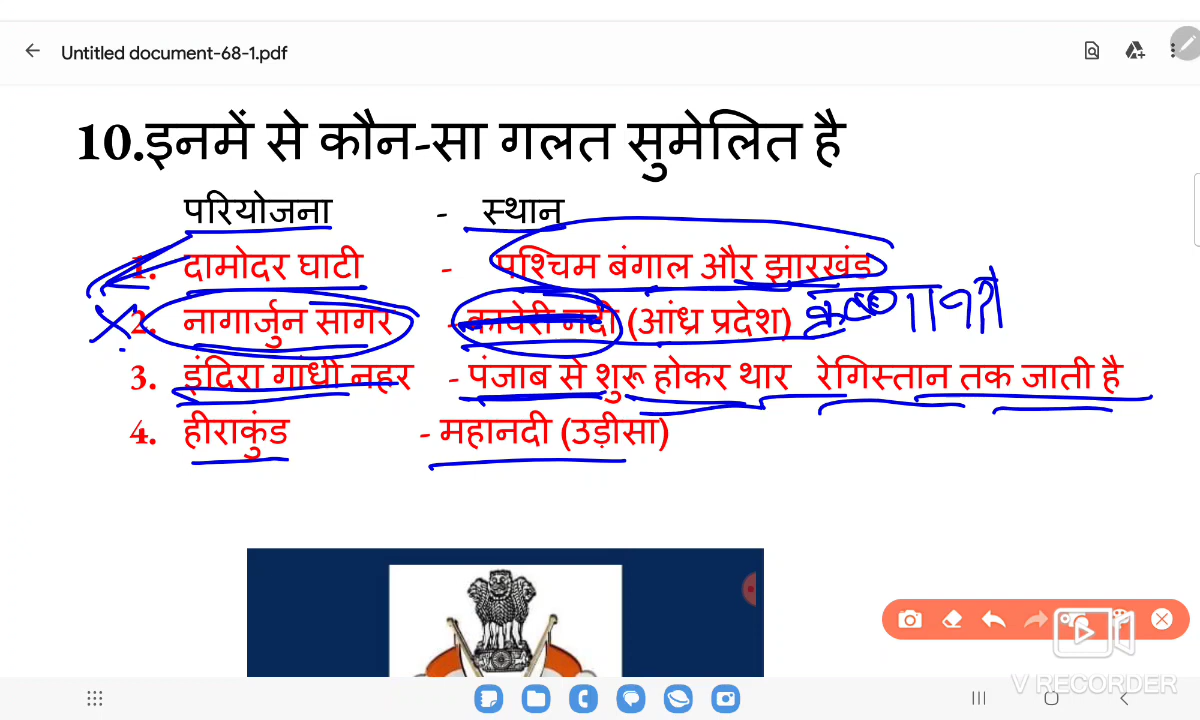 Untitled document-68-1.pdf
10.इनमें से कौन-सा गलत सुमेलित है
परियोजना - स्थान
1. दामोदर घाटी - पश्चिम बंगाल और झारखंड
2. नागार्जुन सागर - कावेरी नदी (आंध्र प्रदेश)
3. इंदिरा गांधी नहर - पंजाब से शुरू होकर थार रेगिस्तान तक जाती है
4. हीराकुंड - महानदी (उड़ीसा)
V RECORDER